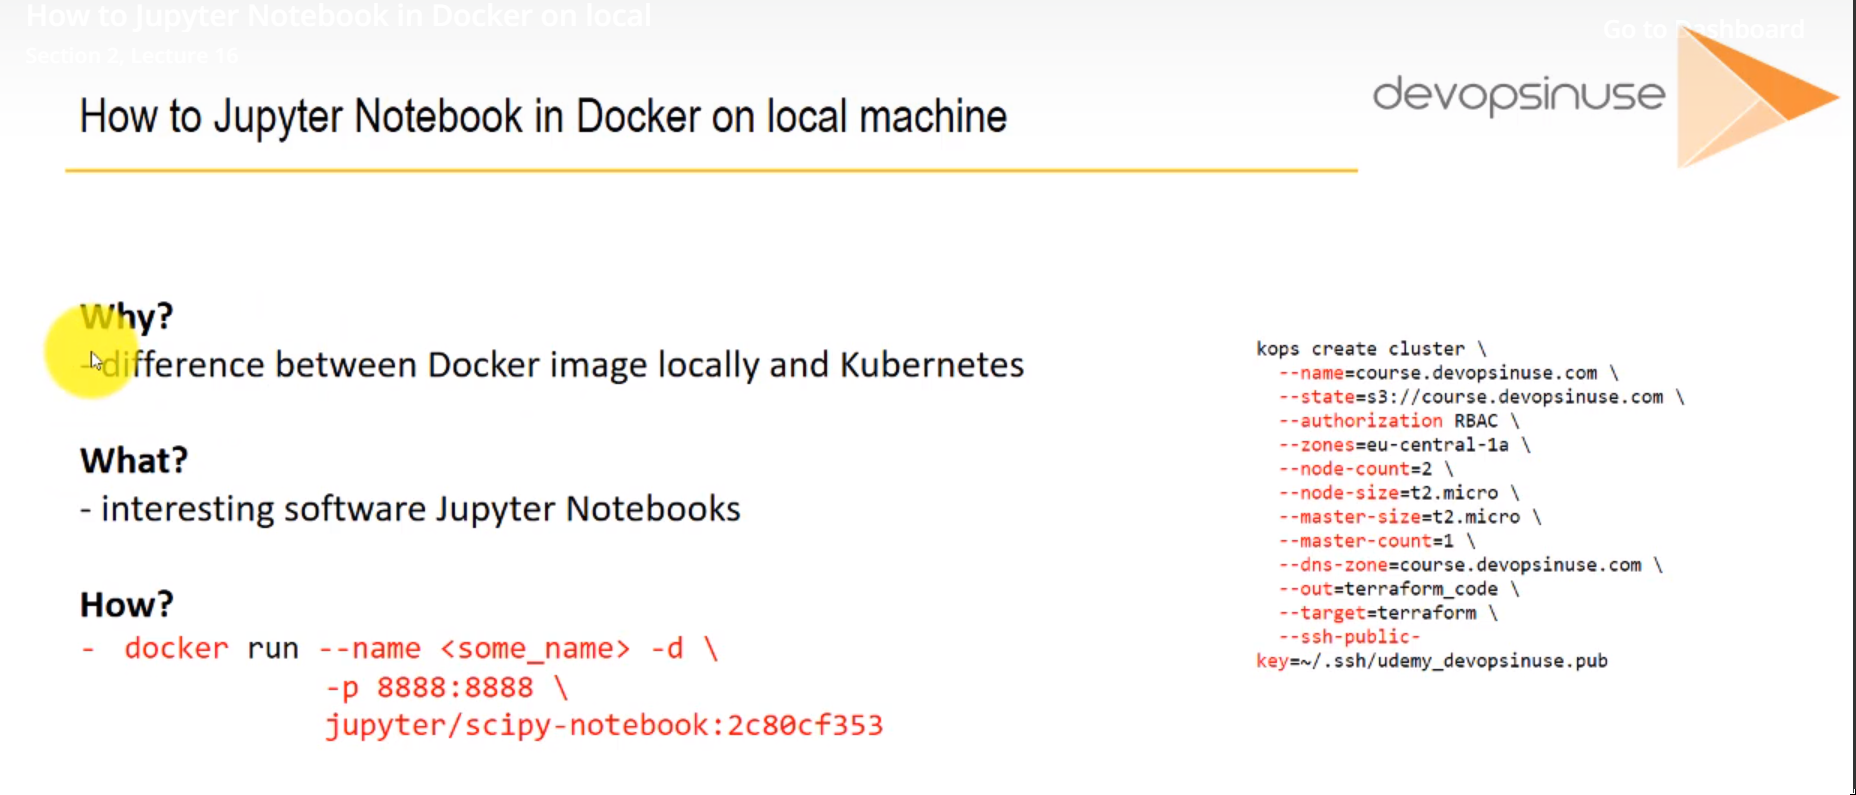 How to Jupyter Notebook in Docker on local
Section 2, Lecture 16
Go to Dashboard
devopsinuse
How to Jupyter Notebook in Docker on local machine
Why?
- difference between Docker image locally and Kubernetes
What?
- interesting software Jupyter Notebooks
How?
- docker run --name <some_name> -d \
-p 8888:8888 \
jupyter/scipy-notebook:2c80cf353
kops create cluster \
--name=course.devopsinuse.com \
--state=s3://course.devopsinuse.com \
--authorization RBAC \
--zones=eu-central-1a \
--node-count=2 \
--node-size=t2.micro \
--master-size=t2.micro \
--master-count=1 \
--dns-zone=course.devopsinuse.com \
--out=terraform_code \
--target=terraform \
--ssh-public-
key=~/.ssh/udemy_devopsinuse.pub